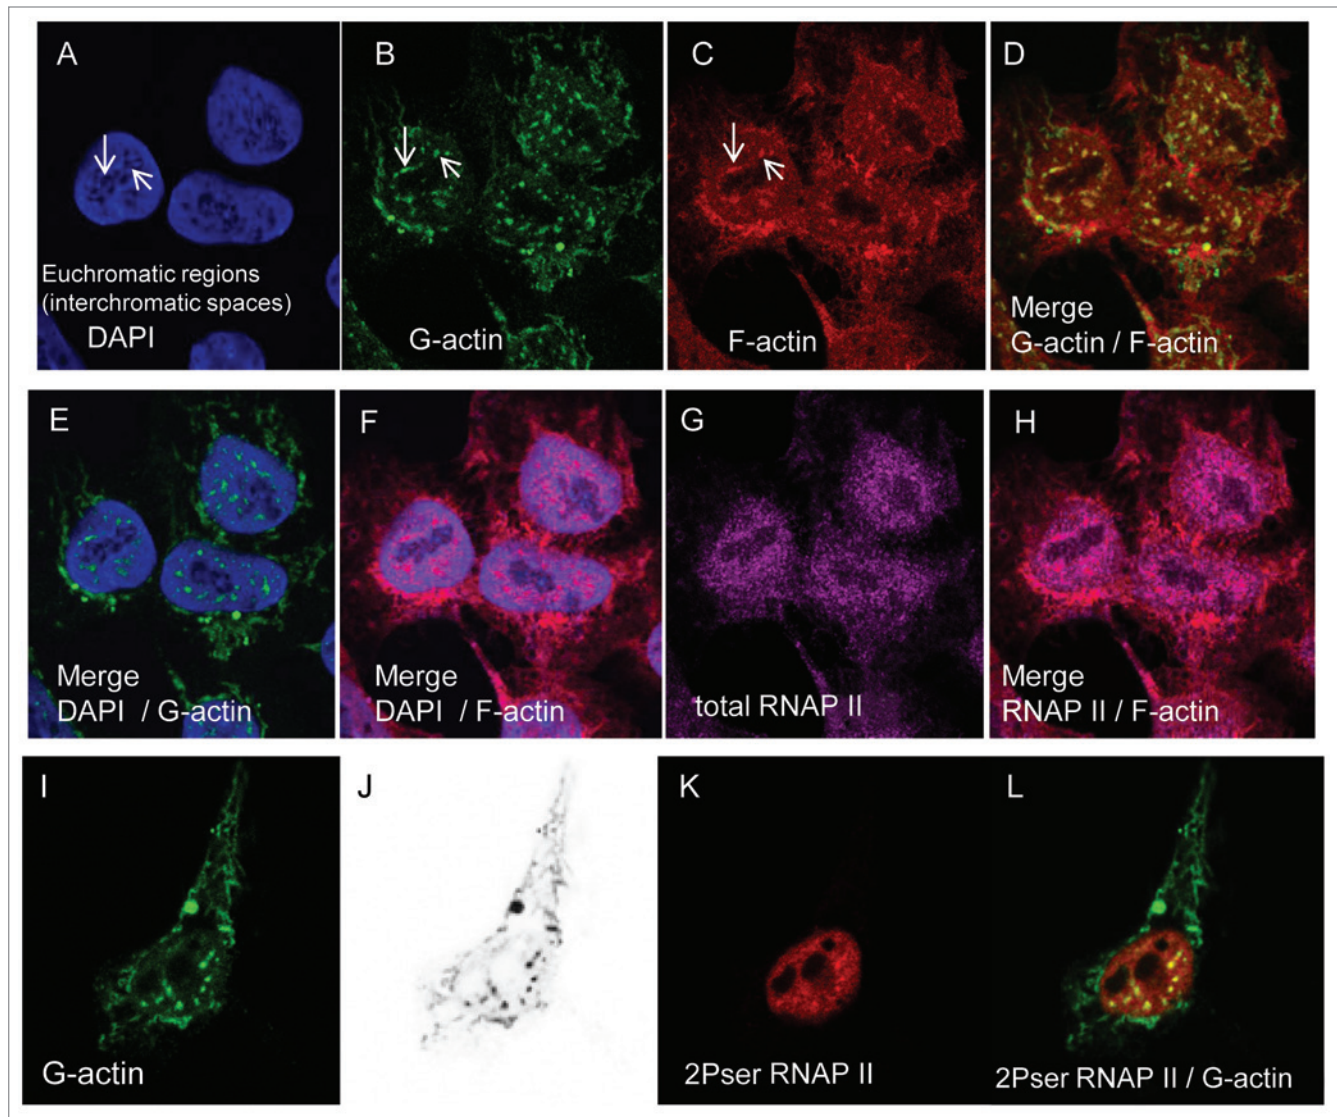 A
Euchromatic regions
(interchromatic spaces)
DAPI
B
G-actin
C
F-actin
D
Merge
G-actin / F-actin
E
Merge
DAPI / G-actin
F
Merge
DAPI / F-actin
G
total RNAP II
H
Merge
RNAP II / F-actin
I
G-actin
J
K
2Pser RNAP II
L
2Pser RNAP II / G-actin